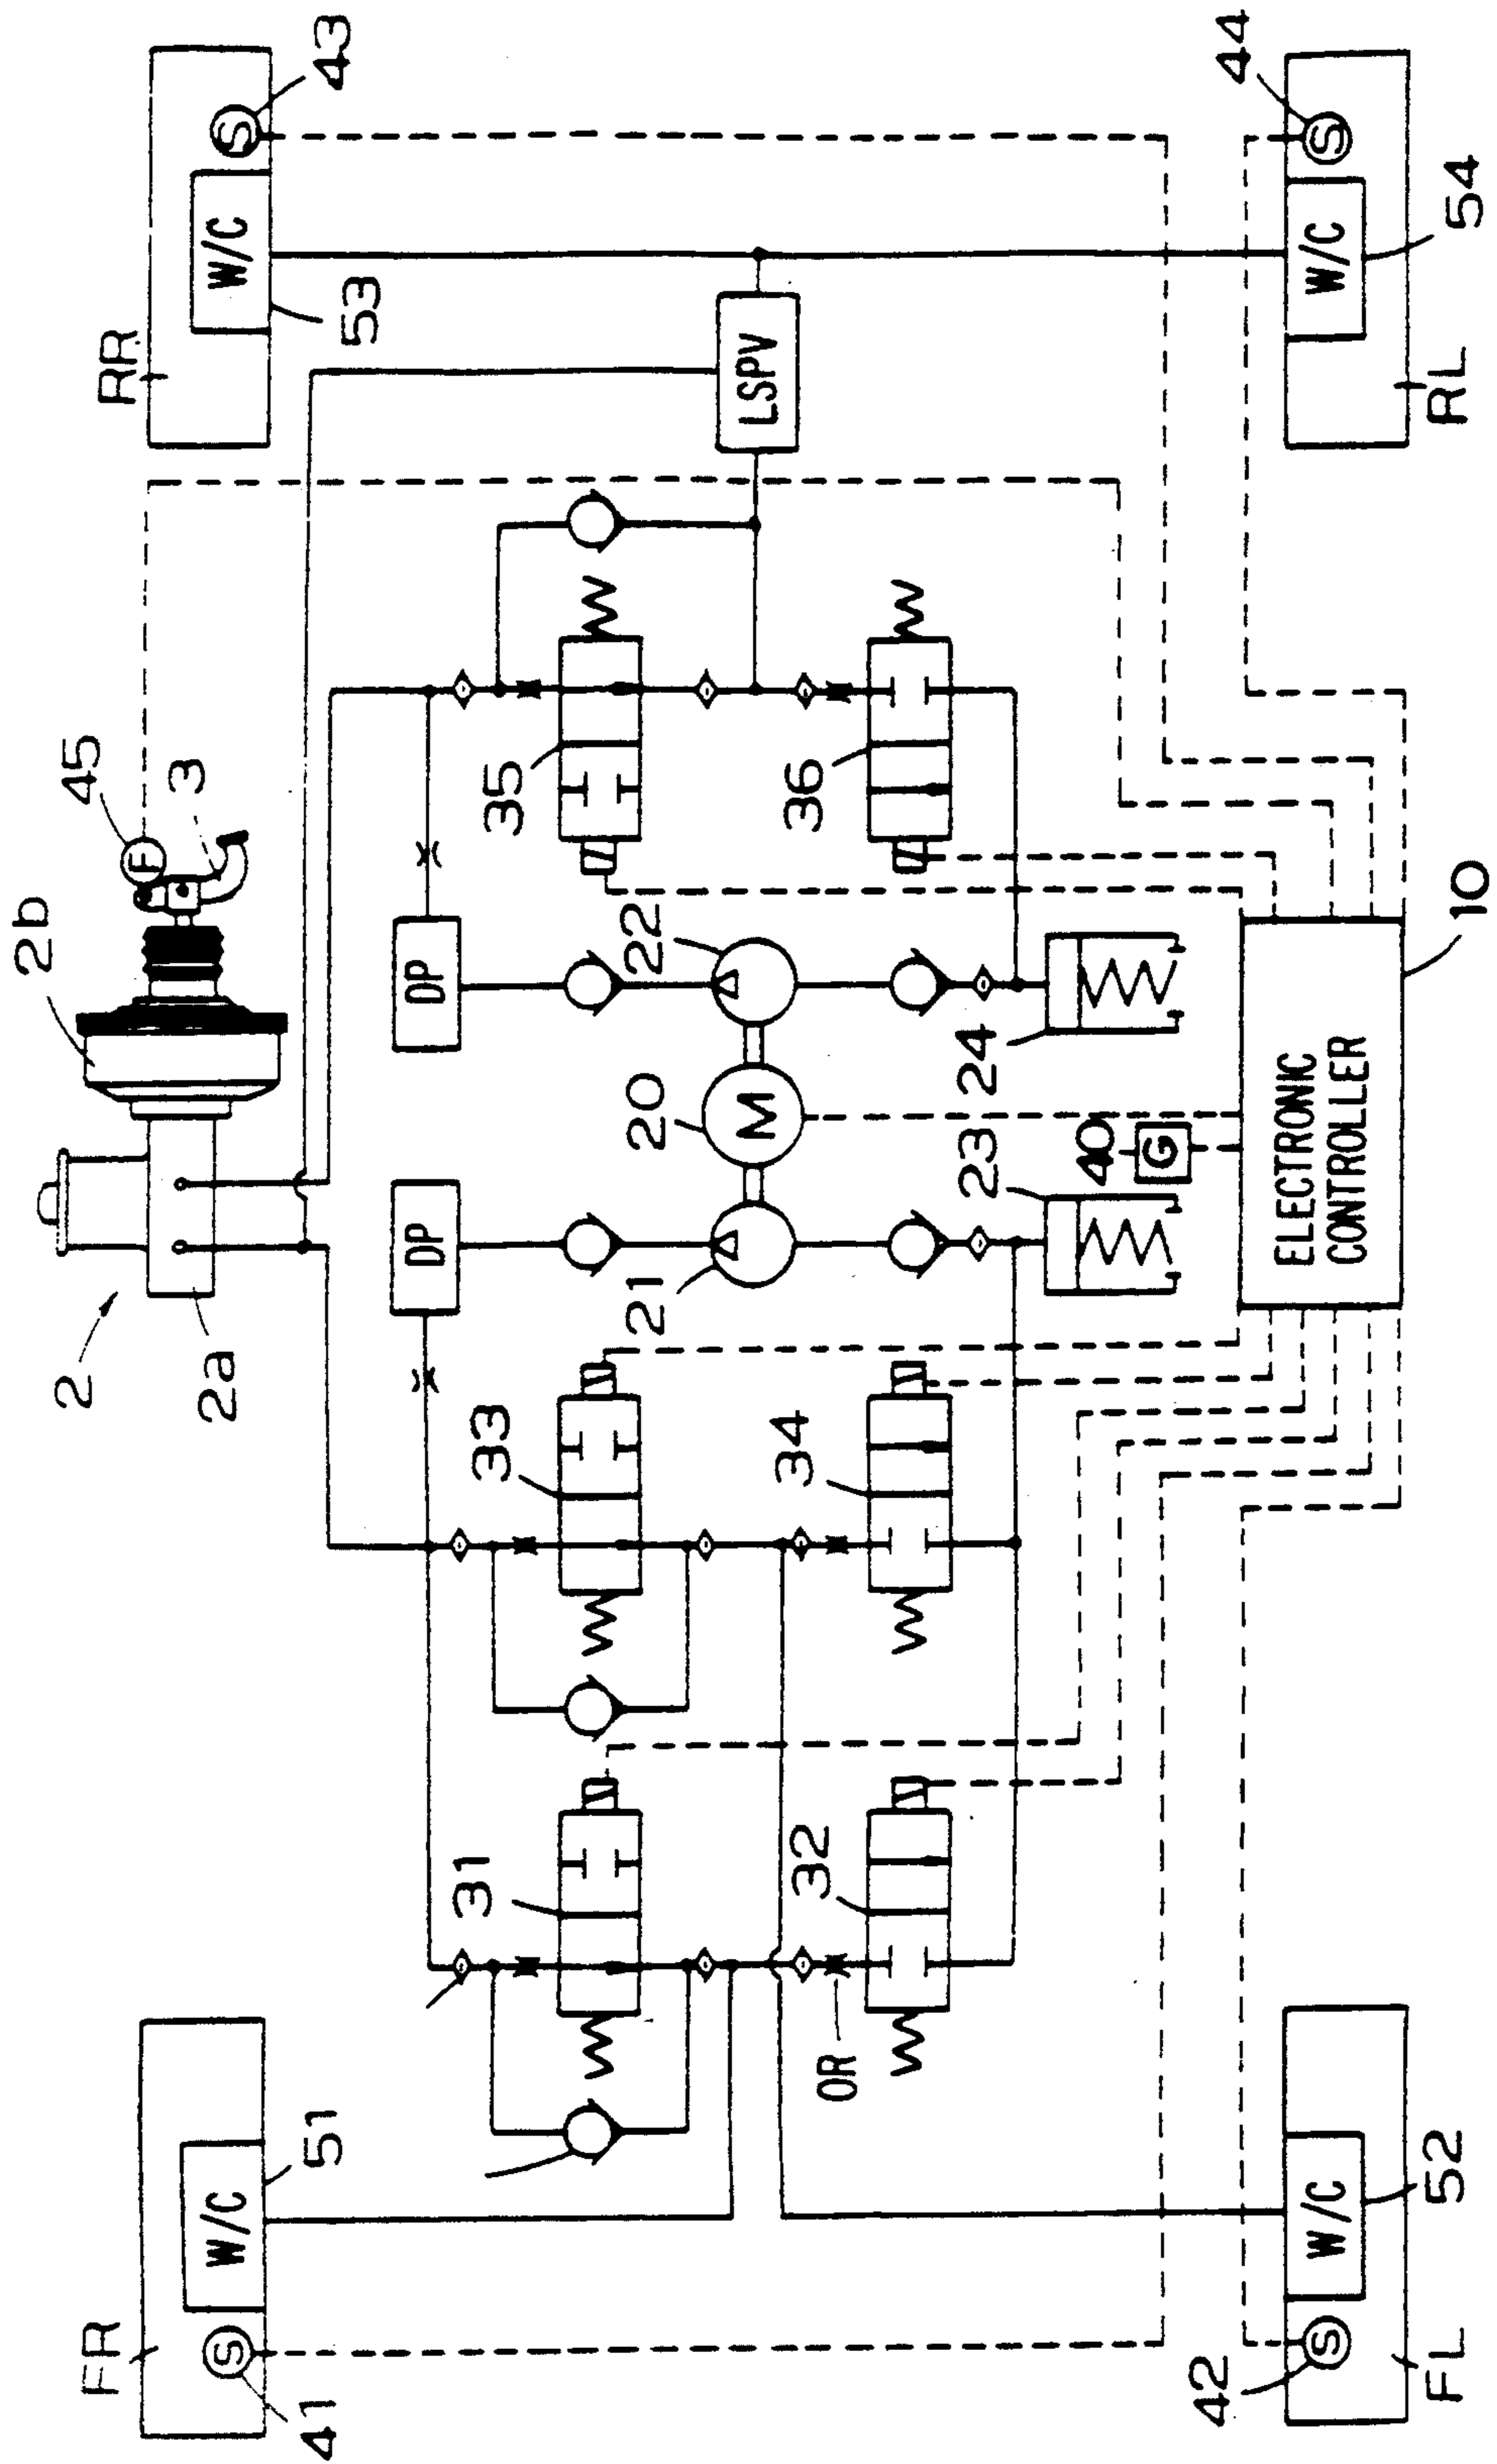 FR
41
S
W/C
51
2
2a
2b
45
F
3
RR
W/C
53
S
43
31
33
DP
DP
35
LSPV
21
20
M
22
OR
32
34
23
40
G
24
36
42
S
FL
W/C
52
ELECTRONIC
CONTROLLER
10
RL
W/C
54
S
44